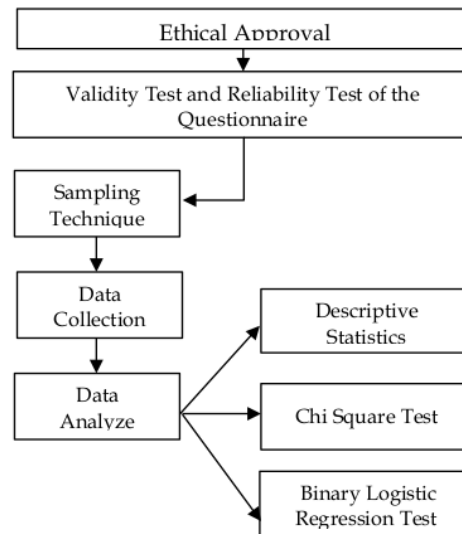 Ethical Approval
Validity Test and Reliability Test of the
Questionnaire
Sampling
Technique
Data
Collection
Data
Analyze
Descriptive
Statistics
Chi Square Test
Binary Logistic
Regression Test